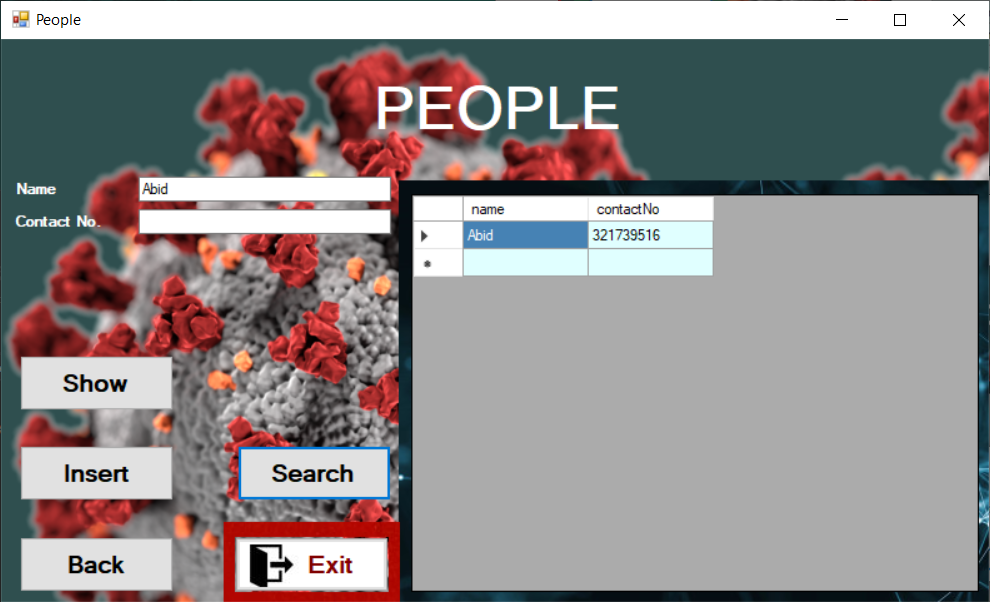 People
PEOPLE
Name Abid
Contact No.
name contactNo
Abid 321739516
Show
Insert Search
Back Exit